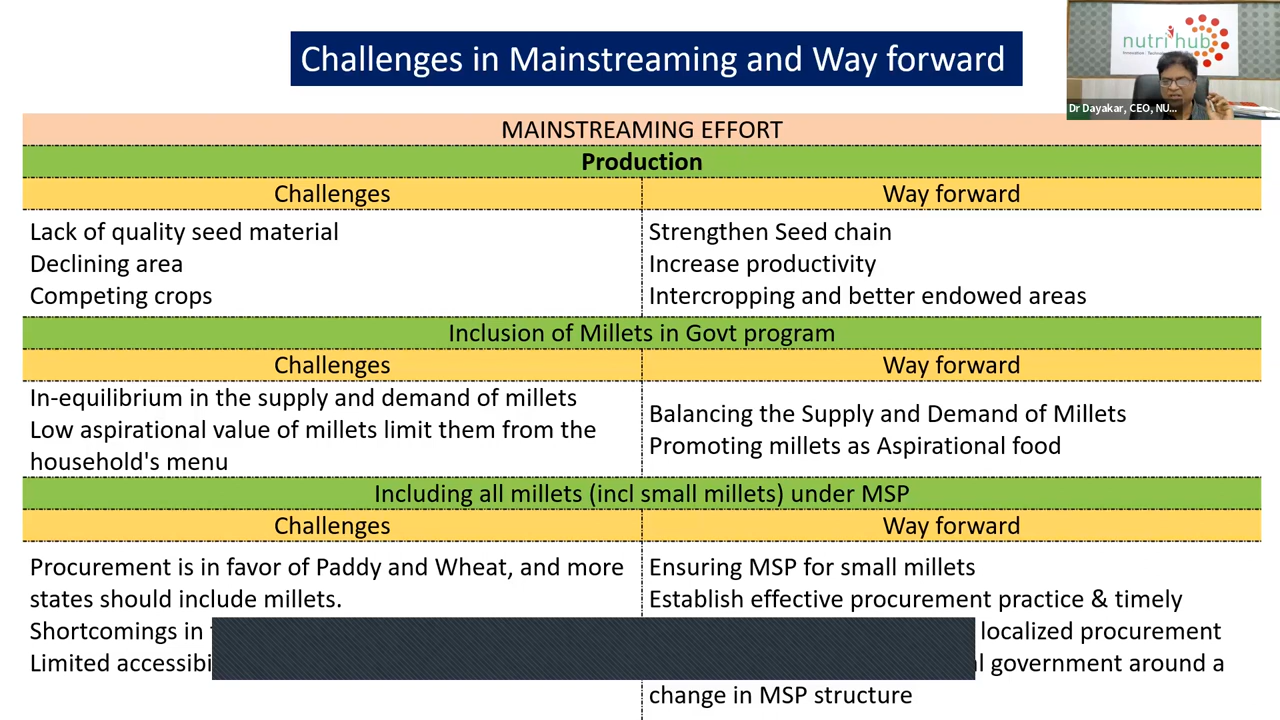 Challenges in Mainstreaming and Way forward
nutrihub
Dr Dayakar, CEO, NU...
MAINSTREAMING EFFORT
Production
Challenges
Way forward
Lack of quality seed material
Declining area
Competing crops
Strengthen Seed chain
Increase productivity
Intercropping and better endowed areas
Inclusion of Millets in Govt program
Challenges
Way forward
In-equilibrium in the supply and demand of millets
Low aspirational value of millets limit them from the
household's menu
Balancing the Supply and Demand of Millets
Promoting millets as Aspirational food
Including all millets (incl small millets) under MSP
Challenges
Way forward
Procurement is in favor of Paddy and Wheat, and more
states should include millets.
Shortcomings in
Limited
Ensuring MSP for small millets
Establish effective procurement practice & timely
localized procurement
government around a
change in MSP structure